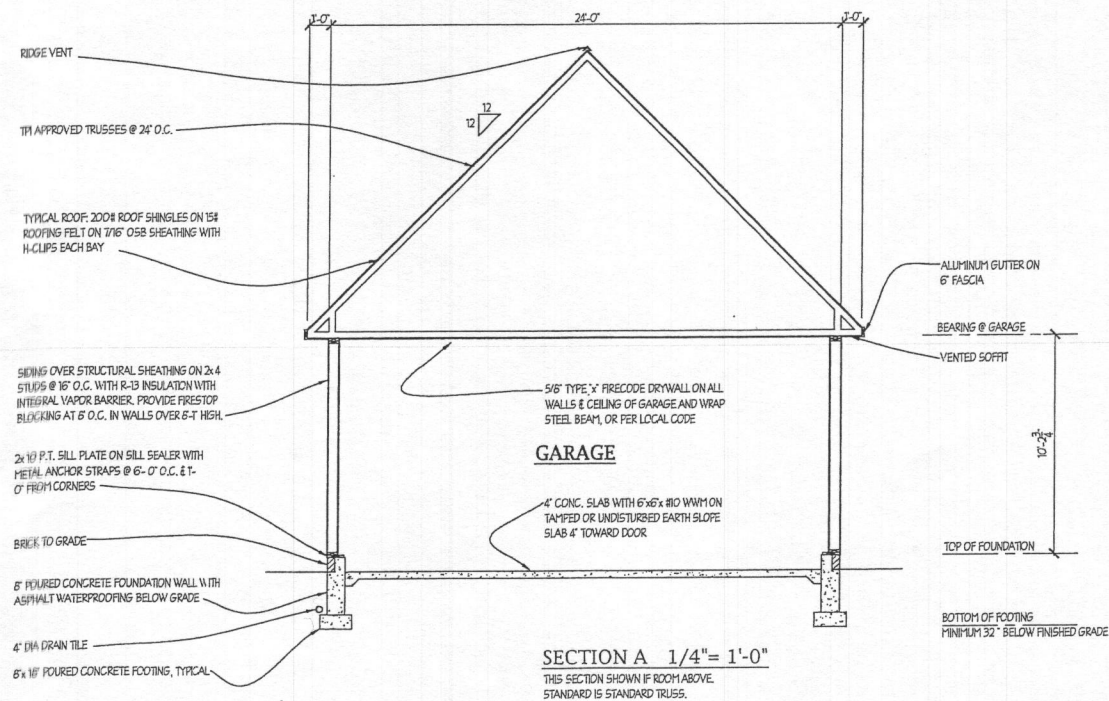 1'-0"
24'-0"
1'-0"
RIDGE VENT
12
12
TPI APPROVED TRUSSES @ 24" O.C.
TYPICAL ROOF: 200# ROOF SHINGLES ON 15#
ROOFING FELT ON 7/16" OSB SHEATHING WITH
H-CLIPS EACH BAY
ALUMINUM GUTTER ON
6" FASCIA
BEARING @ GARAGE
VENTED SOFFIT
SIDING OVER STRUCTURAL SHEATHING ON 2x4
STUDS @ 16" O.C. WITH R-13 INSULATION WITH
INTEGRAL VAPOR BARRIER. PROVIDE FIRESTOP
BLOCKING AT 8' O.C. IN WALLS OVER 8'-1" HIGH.
5/8" TYPE "X" FIRECODE DRYWALL ON ALL
WALLS & CEILING OF GARAGE AND WRAP
STEEL BEAM, OR PER LOCAL CODE
10'-2 3/4"
GARAGE
2x10 P.T. SILL PLATE ON SILL SEALER WITH
METAL ANCHOR STRAPS @ 6'-0" O.C. & 1'-
0" FROM CORNERS
4" CONC. SLAB WITH 6"x6"x #10 WWM ON
TAMPED OR UNDISTURBED EARTH SLOPE
SLAB 4" TOWARD DOOR
BRICK TO GRADE
TOP OF FOUNDATION
8" POURED CONCRETE FOUNDATION WALL WITH
ASPHALT WATERPROOFING BELOW GRADE
BOTTOM OF FOOTING
MINIMUM 32" BELOW FINISHED GRADE
4" DIA DRAIN TILE
8"x 16" POURED CONCRETE FOOTING, TYPICAL
SECTION A 1/4"= 1'-0"
THIS SECTION SHOWN IF ROOM ABOVE.
STANDARD IS STANDARD TRUSS.